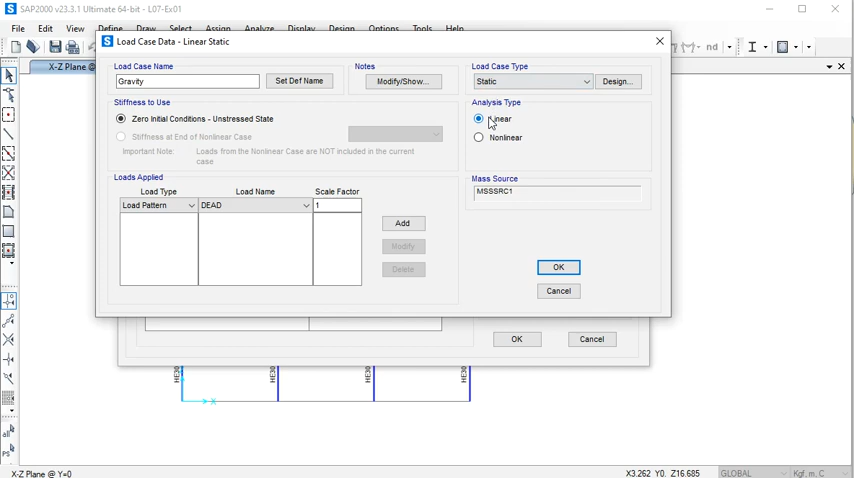 SAP2000 v23.3.1 Ultimate 64-bit - L07-Ex01
File Edit View Define Draw Select Assign Analyze Display Design Options Tools Help
nd
X-Z Plane @
Load Case Data - Linear Static
Load Case Name
Gravity
Set Def Name
Notes
Modify/Show...
Load Case Type
Static
Design...
Stiffness to Use
Zero Initial Conditions - Unstressed State
Stiffness at End of Nonlinear Case
Important Note: Loads from the Nonlinear Case are NOT included in the current
case
Analysis Type
Linear
Nonlinear
Loads Applied
Load Type Load Name Scale Factor
Load Pattern DEAD 1
Add
Modify
Delete
Mass Source
MSSSRC1
OK
Cancel
OK Cancel
HE30 HE30 HE30 HE30
X
all
PS
X-Z Plane @ Y=0
X3.262 Y0. Z16.685
GLOBAL
Kgf, m, C